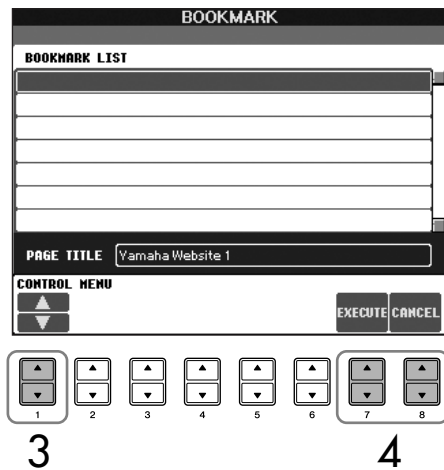 BOOKMARK
BOOKMARK LIST
PAGE TITLE Yamaha Website 1
CONTROL MENU
EXECUTE CANCEL
1 2 3 4 5 6 7 8
3 4